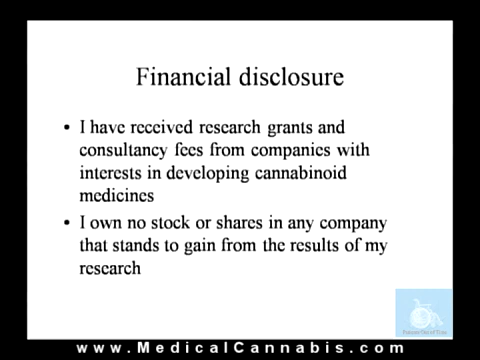 Financial disclosure
• I have received research grants and
consultancy fees from companies with
interests in developing cannabinoid
medicines
• I own no stock or shares in any company
that stands to gain from the results of my
research
www.MedicalCannabis.com